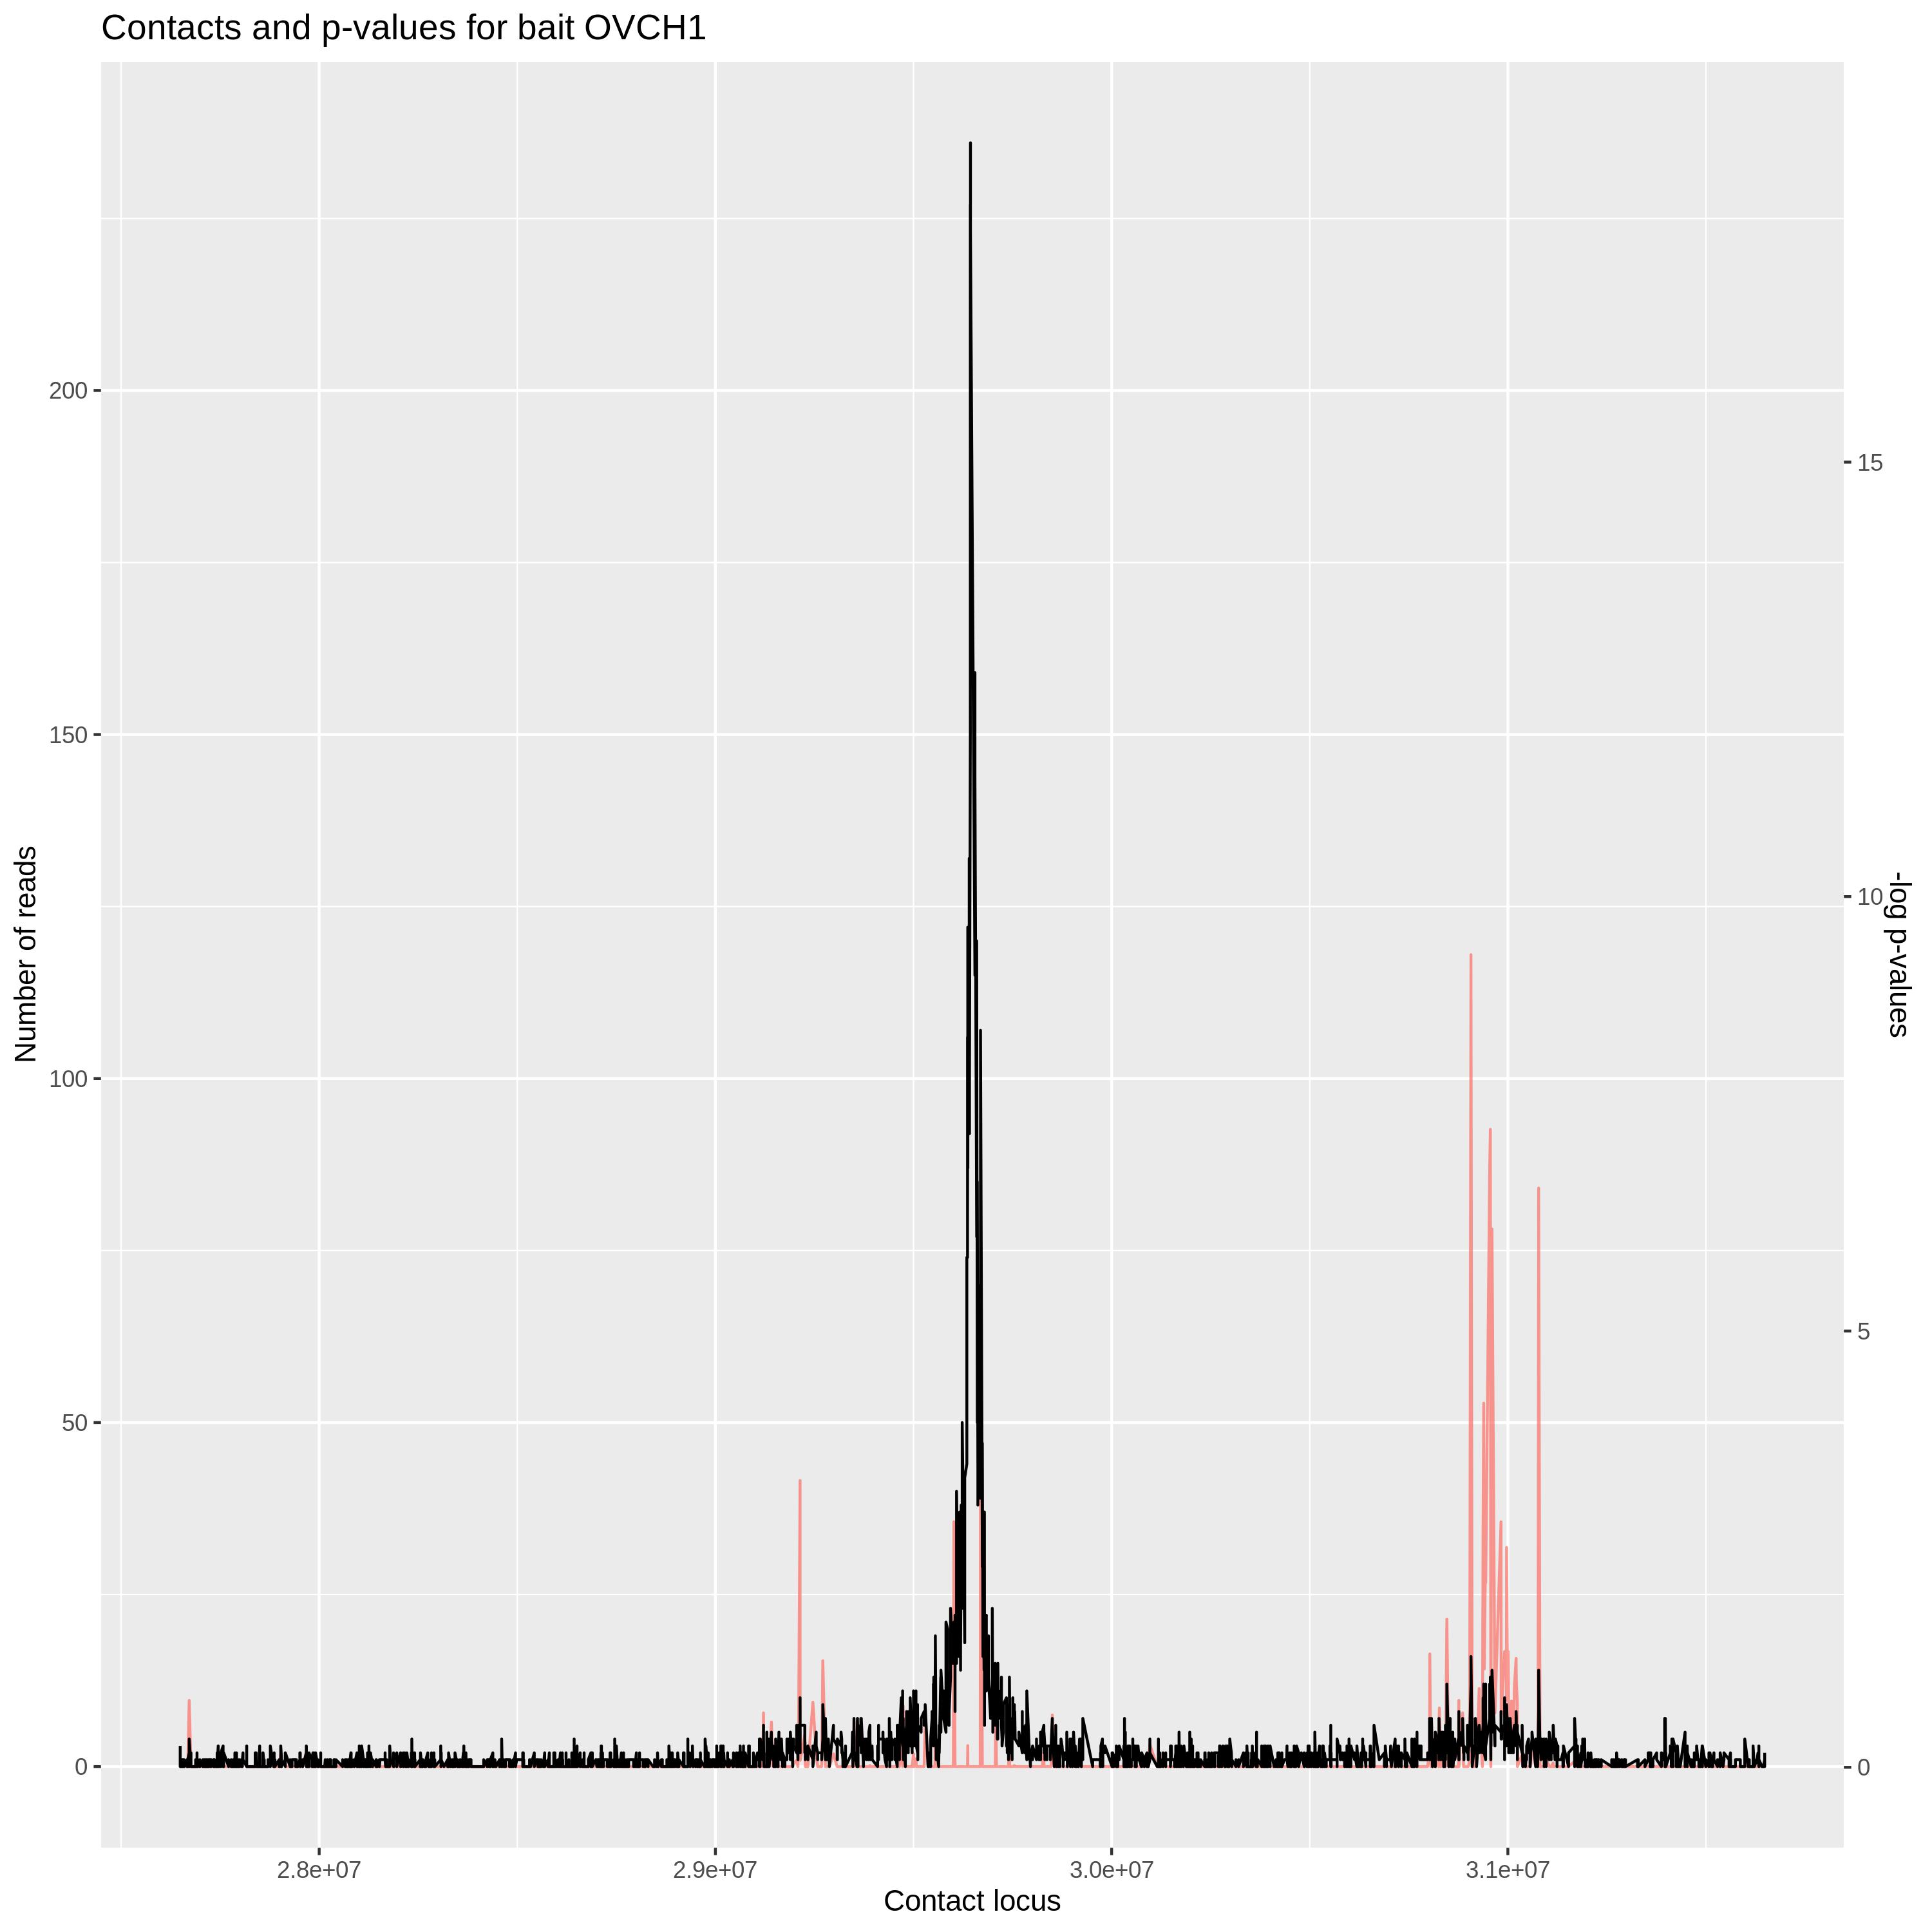 Contacts and p-values for bait OVCH1
Number of reads
200
150
100
50
0
15
10
5
0
-log p-values
2.8e+07
2.9e+07
3.0e+07
3.1e+07
Contact locus